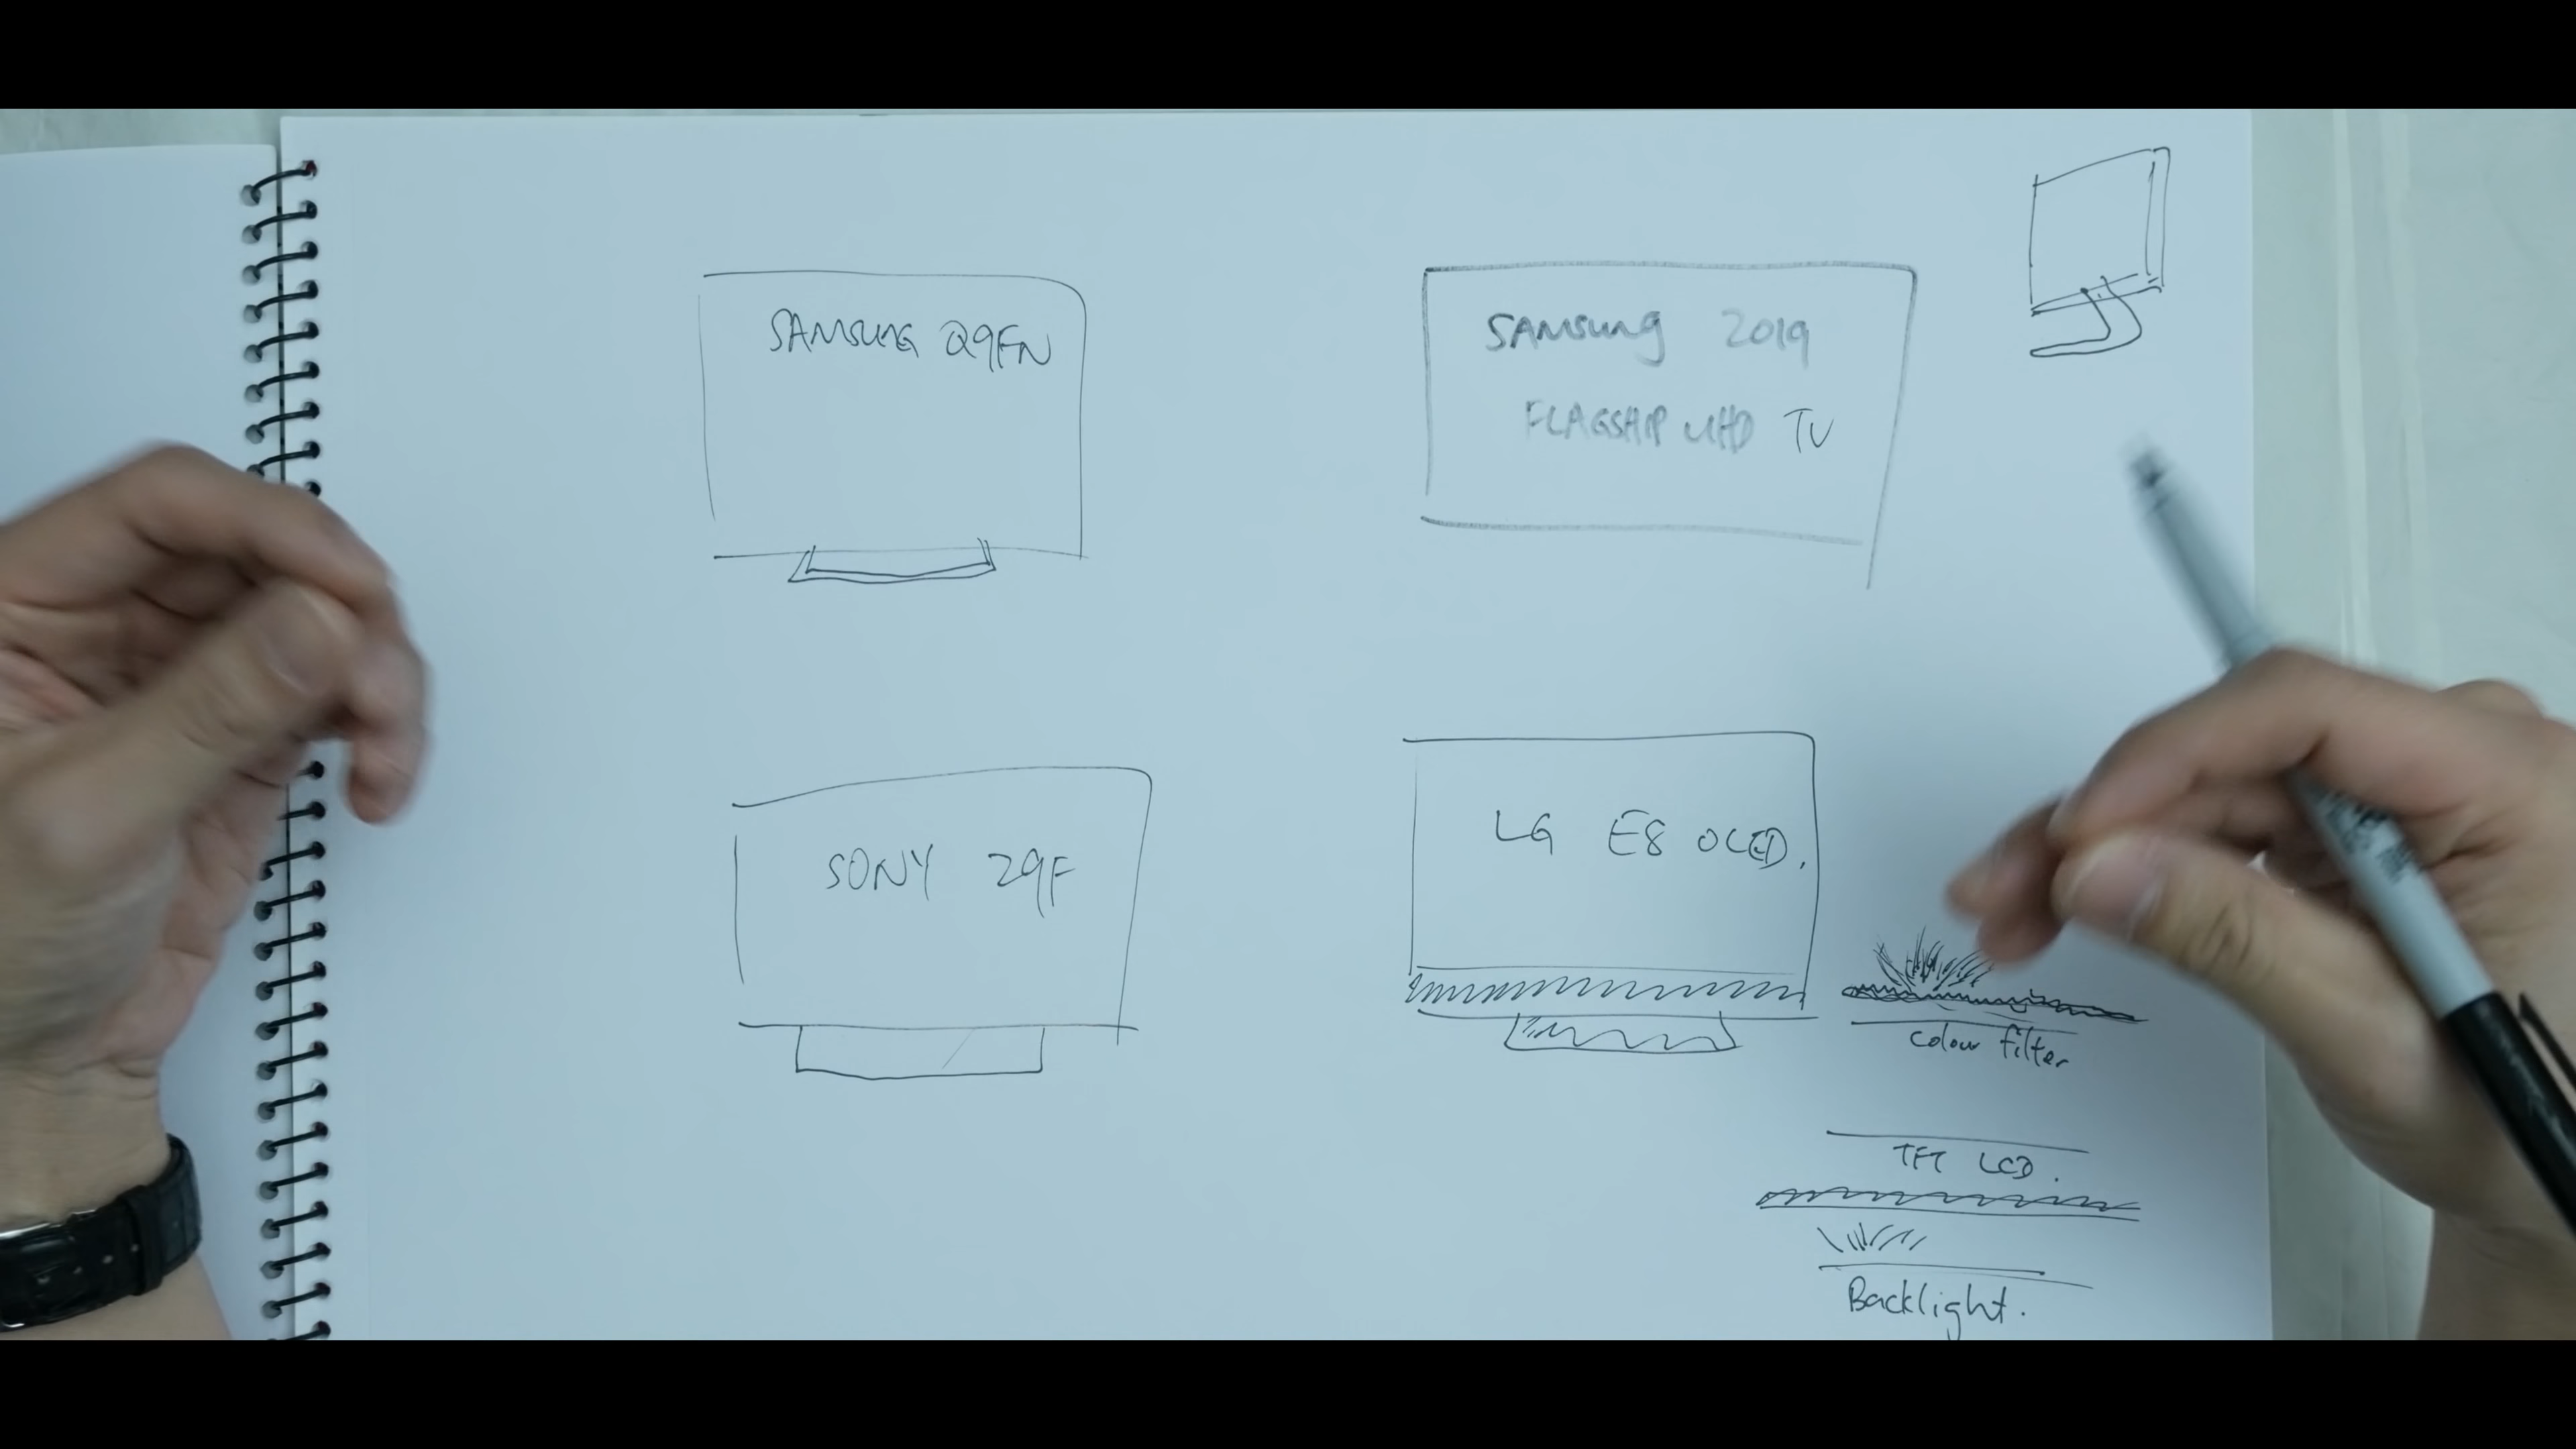 SAMSUNG Q9FN
SAMSUNG 2019
FLAGSHIP UHD TV
SONY Z9F
LG E8 OLED.
colour filter
TFT LCD.
Backlight.